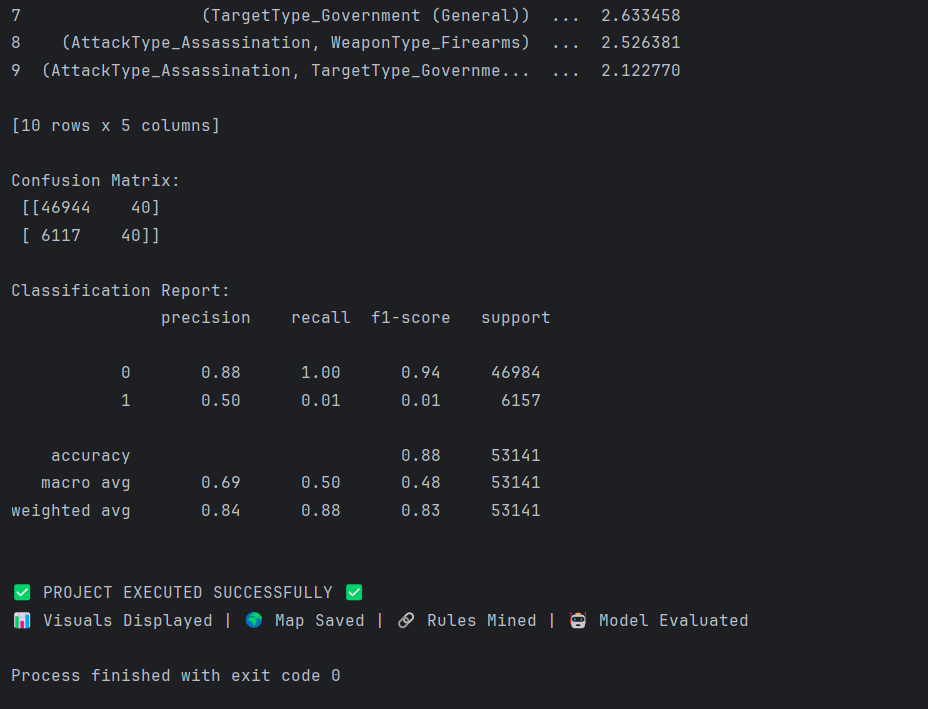 7 (TargetType_Government (General)) ... 2.633458
8 (AttackType_Assassination, WeaponType_Firearms) ... 2.526381
9 (AttackType_Assassination, TargetType_Governme... ... 2.122770
[10 rows x 5 columns]
Confusion Matrix:
[[46944 40]
[ 6117 40]]
Classification Report:
precision recall f1-score support
0 0.88 1.00 0.94 46984
1 0.50 0.01 0.01 6157
accuracy 0.88 53141
macro avg 0.69 0.50 0.48 53141
weighted avg 0.84 0.88 0.83 53141
✅ PROJECT EXECUTED SUCCESSFULLY ✅
📊 Visuals Displayed | 🌍 Map Saved | 🔗 Rules Mined | 🤖 Model Evaluated
Process finished with exit code 0